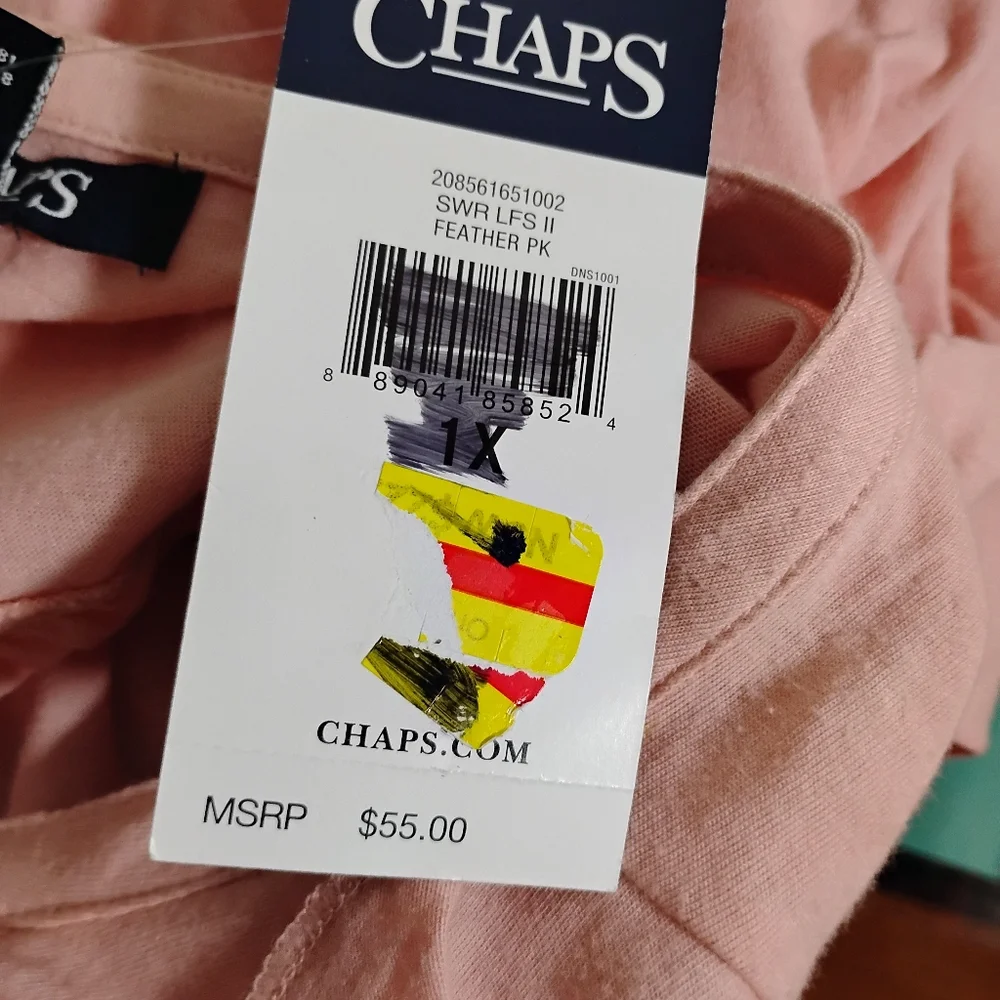 CHAPS
208561651002
SWR LFS II
FEATHER PK
DNS1001
8 89041 85852 4
1X
CHAPS.COM
MSRP $55.00